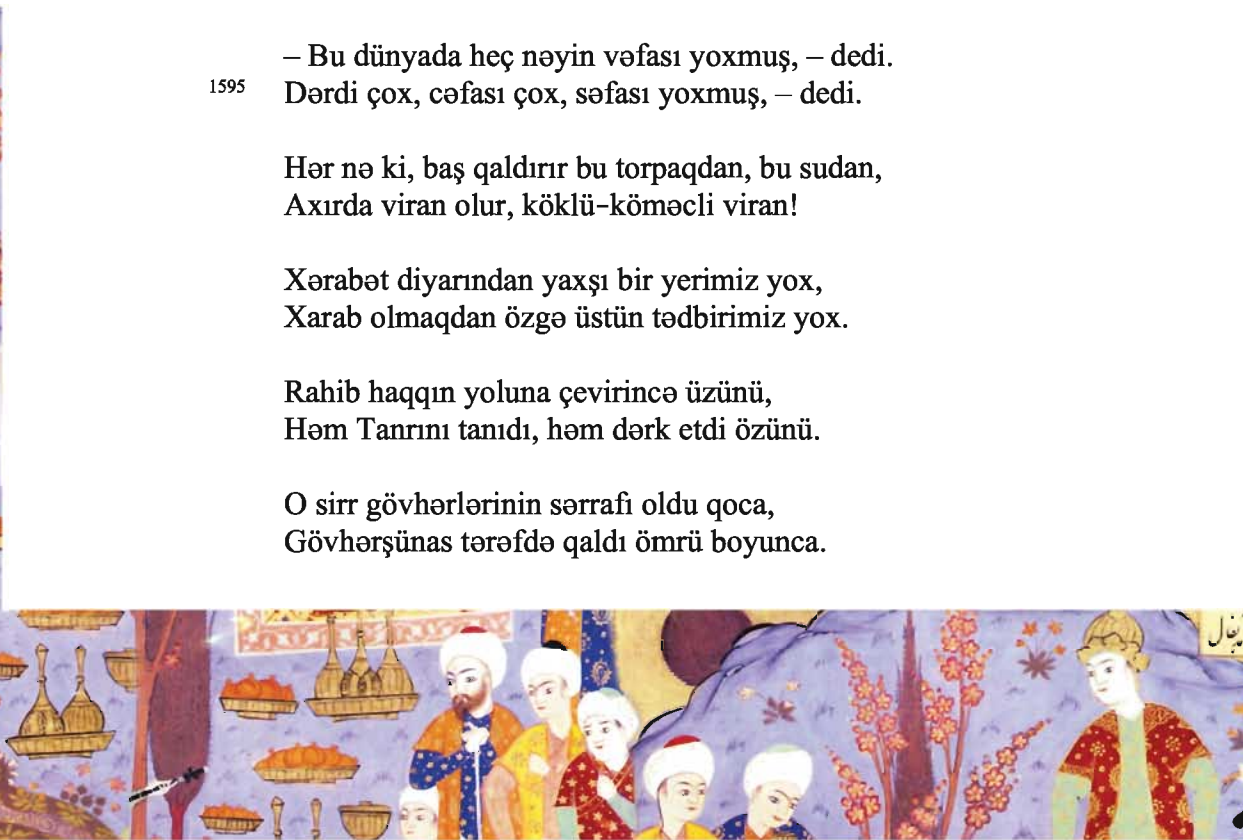 – Bu dünyada heç nəyin vəfası yoxmuş, – dedi.
1595 Dərdi çox, cəfası çox, səfası yoxmuş, – dedi.
Hər nə ki, baş qaldırır bu torpaqdan, bu sudan,
Axırda viran olur, köklü-köməcli viran!
Xərabət diyarından yaxşı bir yerimiz yox,
Xarab olmaqdan özgə üstün tədbirimiz yox.
Rahib haqqın yoluna çevirincə üzünü,
Həm Tanrını tanıdı, həm dərk etdi özünü.
O sirr gövhərlərinin sərrafı oldu qoca,
Gövhərşünas tərəfdə qaldı ömrü boyunca.